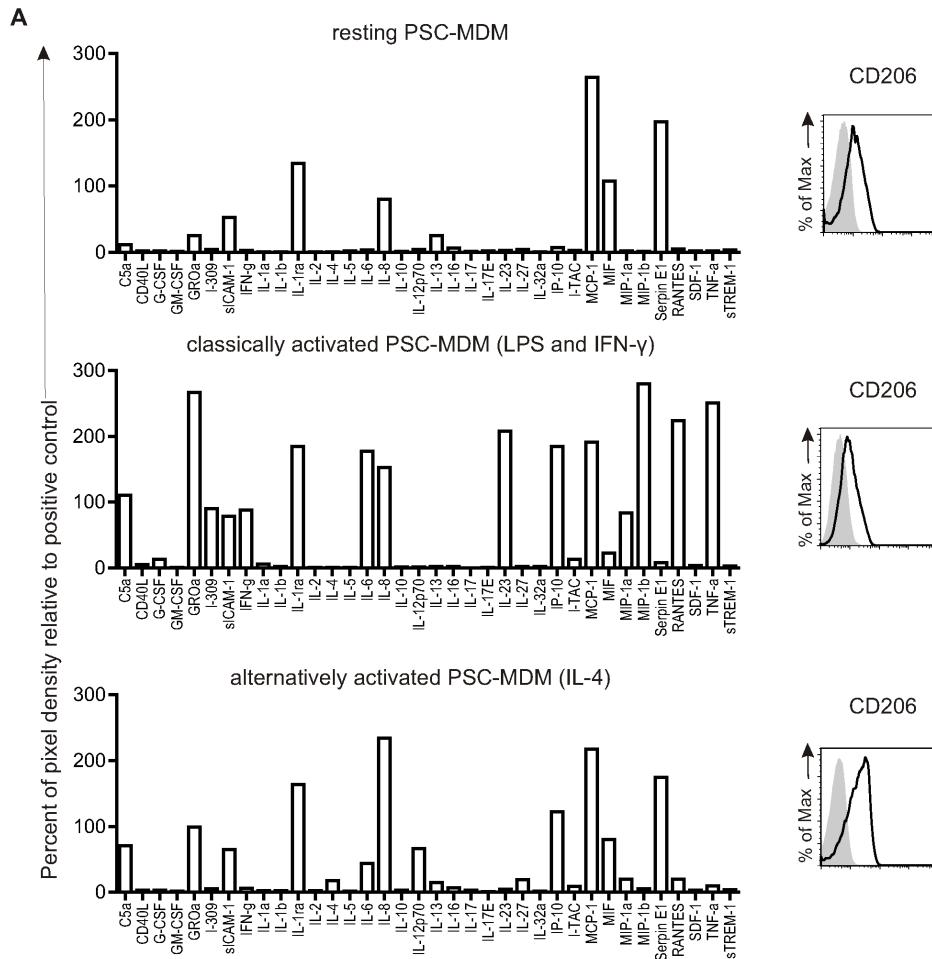 A
resting PSC-MDM
300
200
100
0
C5a
CD40L
G-CSF
GM-CSF
GROa
I-309
sICAM-1
IFN-g
IL-1a
IL-1b
IL-1ra
IL-2
IL-4
IL-5
IL-6
IL-8
IL-10
IL-12p70
IL-13
IL-16
IL-17
IL-17E
IL-23
IL-27
IL-32a
IP-10
I-TAC
MCP-1
MIF
MIP-1a
MIP-1b
Serpin E1
RANTES
SDF-1
TNF-a
sTREM-1
CD206
% of Max
classically activated PSC-MDM (LPS and IFN-γ)
300
200
100
0
C5a
CD40L
G-CSF
GM-CSF
GROa
I-309
sICAM-1
IFN-g
IL-1a
IL-1b
IL-1ra
IL-2
IL-4
IL-5
IL-6
IL-8
IL-10
IL-12p70
IL-13
IL-16
IL-17
IL-17E
IL-23
IL-27
IL-32a
IP-10
I-TAC
MCP-1
MIF
MIP-1a
MIP-1b
Serpin E1
RANTES
SDF-1
TNF-a
sTREM-1
CD206
% of Max
alternatively activated PSC-MDM (IL-4)
300
200
100
0
C5a
CD40L
G-CSF
GM-CSF
GROa
I-309
sICAM-1
IFN-g
IL-1a
IL-1b
IL-1ra
IL-2
IL-4
IL-5
IL-6
IL-8
IL-10
IL-12p70
IL-13
IL-16
IL-17
IL-17E
IL-23
IL-27
IL-32a
IP-10
I-TAC
MCP-1
MIF
MIP-1a
MIP-1b
Serpin E1
RANTES
SDF-1
TNF-a
sTREM-1
CD206
% of Max
Percent of pixel density relative to positive control